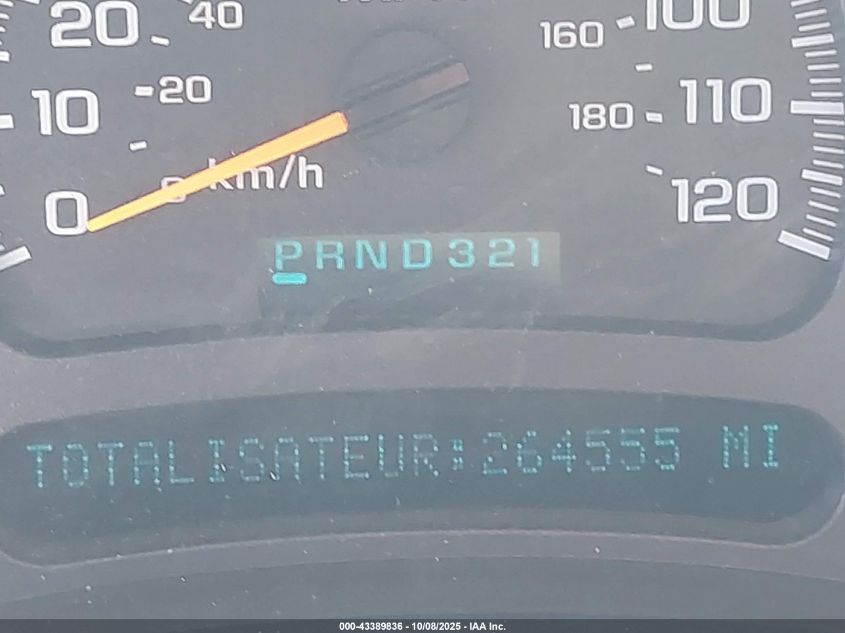 20 40 160 100
10 20 180 110
0 0 km/h 120
PRND321
TOTALISATEUR:264555 MI
000-43389836 - 10/08/2025 - IAA Inc.